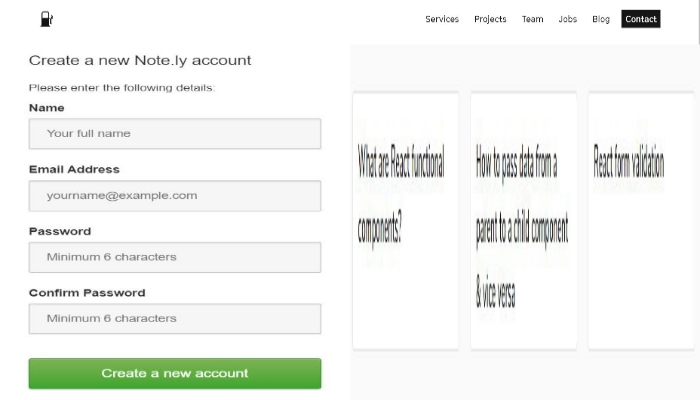 Services Projects Team Jobs Blog Contact
Create a new Note.ly account
Please enter the following details:
Name
Your full name
Email Address
yourname@example.com
Password
Minimum 6 characters
Confirm Password
Minimum 6 characters
Create a new account
What are React functional
components?
How to pass data from a
parent to a child component
& vice versa
React form validation